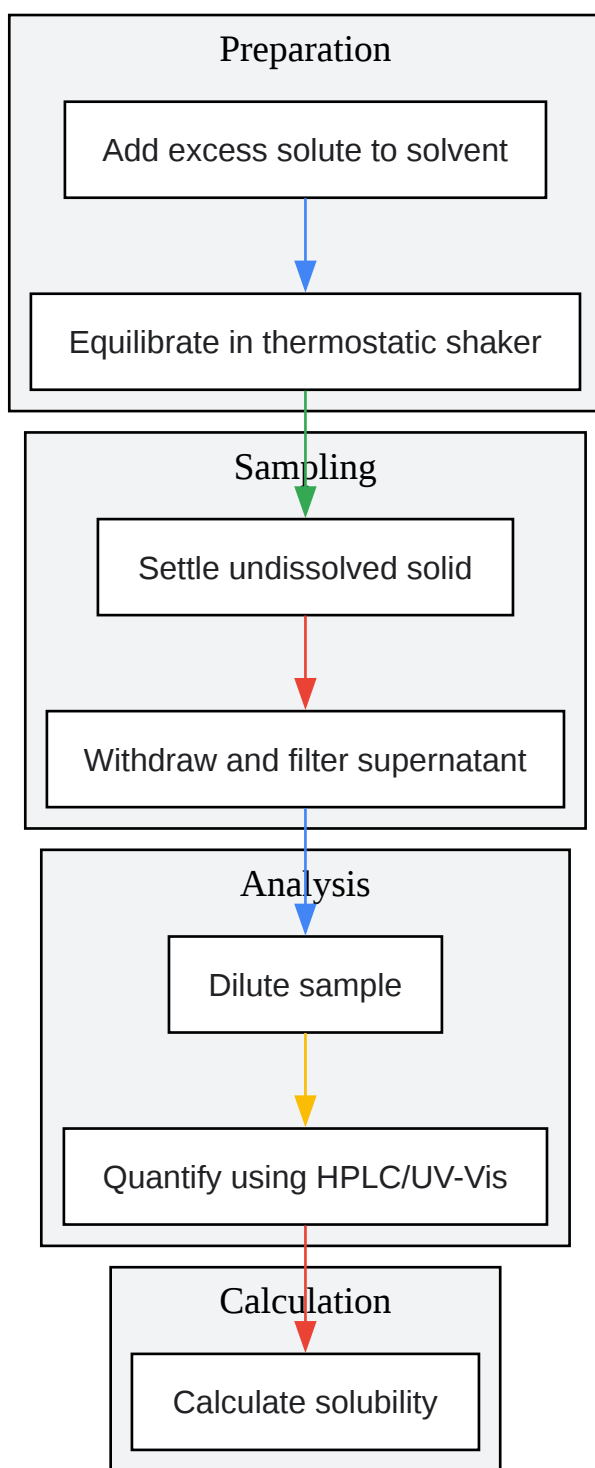 Preparation
Add excess solute to solvent
Equilibrate in thermostatic shaker
Sampling
Settle undissolved solid
Withdraw and filter supernatant
Analysis
Dilute sample
Quantify using HPLC/UV-Vis
Calculation
Calculate solubility